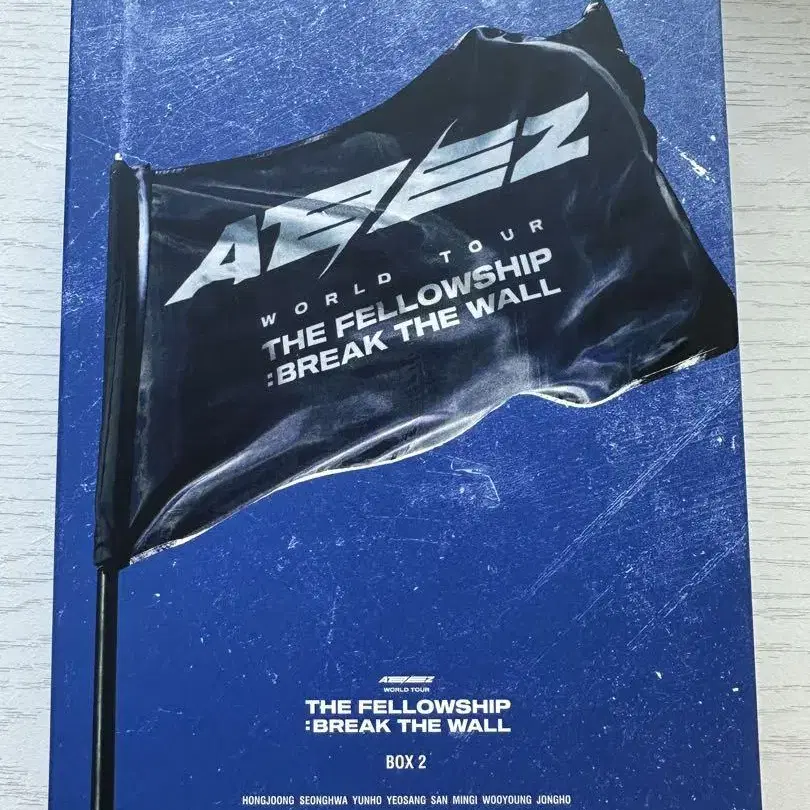 ATEEZ
WORLD TOUR
THE FELLOWSHIP
:BREAK THE WALL
ATEEZ
WORLD TOUR
THE FELLOWSHIP
:BREAK THE WALL
BOX 2
HONGJOONG SEONGHWA YUNHO YEOSANG SAN MINGI WOOYOUNG JONGHO